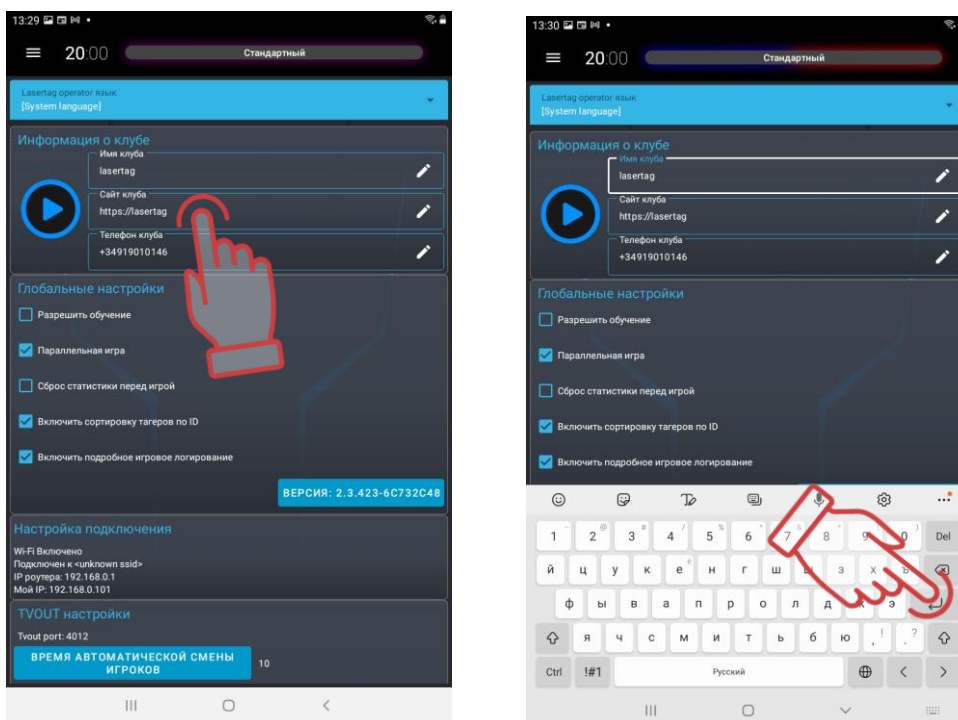 13:29
20:00
Стандартный
Lasertag operator язык
[System language]
Информация о клубе
Имя клуба
lasertag
Сайт клуба
https://lasertag
Телефон клуба
+34919010146
Глобальные настройки
Разрешить обучение
Параллельная игра
Сброс статистики перед игрой
Включить сортировку тагеров по ID
Включить подробное игровое логирование
ВЕРСИЯ: 2.3.423-6C732C48
Настройка подключения
Wi-Fi Включено
Подключен к <unknown ssid>
IP роутера: 192.168.0.1
Мой IP: 192.168.0.101
TVOUT настройки
Tvout port: 4012
ВРЕМЯ АВТОМАТИЧЕСКОЙ СМЕНЫ
ИГРОКОВ
10
13:30
20:00
Стандартный
Lasertag operator язык
[System language]
Информация о клубе
Имя клуба
lasertag
Сайт клуба
https://lasertag
Телефон клуба
+34919010146
Глобальные настройки
Разрешить обучение
Параллельная игра
Сброс статистики перед игрой
Включить сортировку тагеров по ID
Включить подробное игровое логирование
1 2 @ 3 # 4 / 5 % 6 7 & 8 * 9 ( 0 ) Del
й ц у к е н г ш з х ъ
ф ы в а п р о л д ж э
я ч с м и т ь б ю , ! . ?
Ctrl !#1 Русский < >